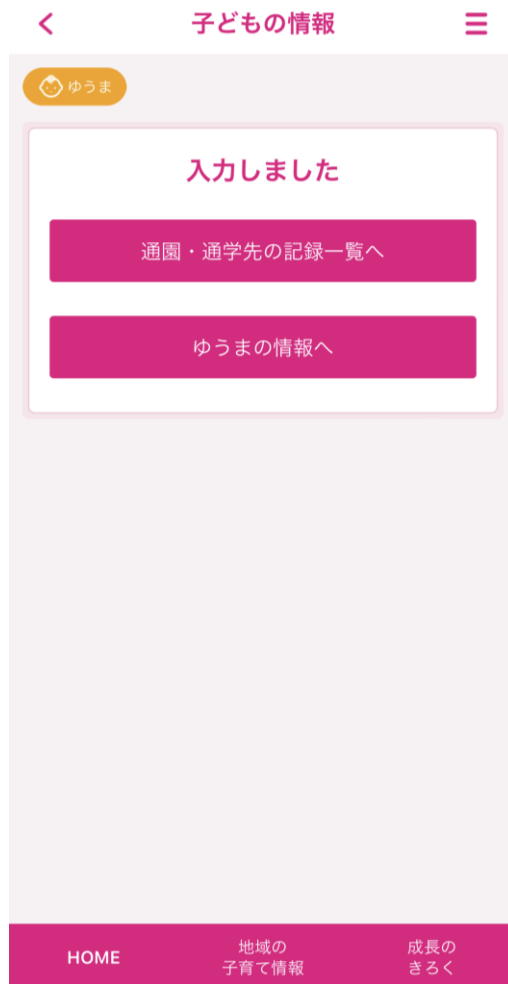 子どもの情報
ゆうま
入力しました
通園・通学先の記録一覧へ
ゆうまの情報へ
HOME
地域の
子育て情報
成長の
きろく